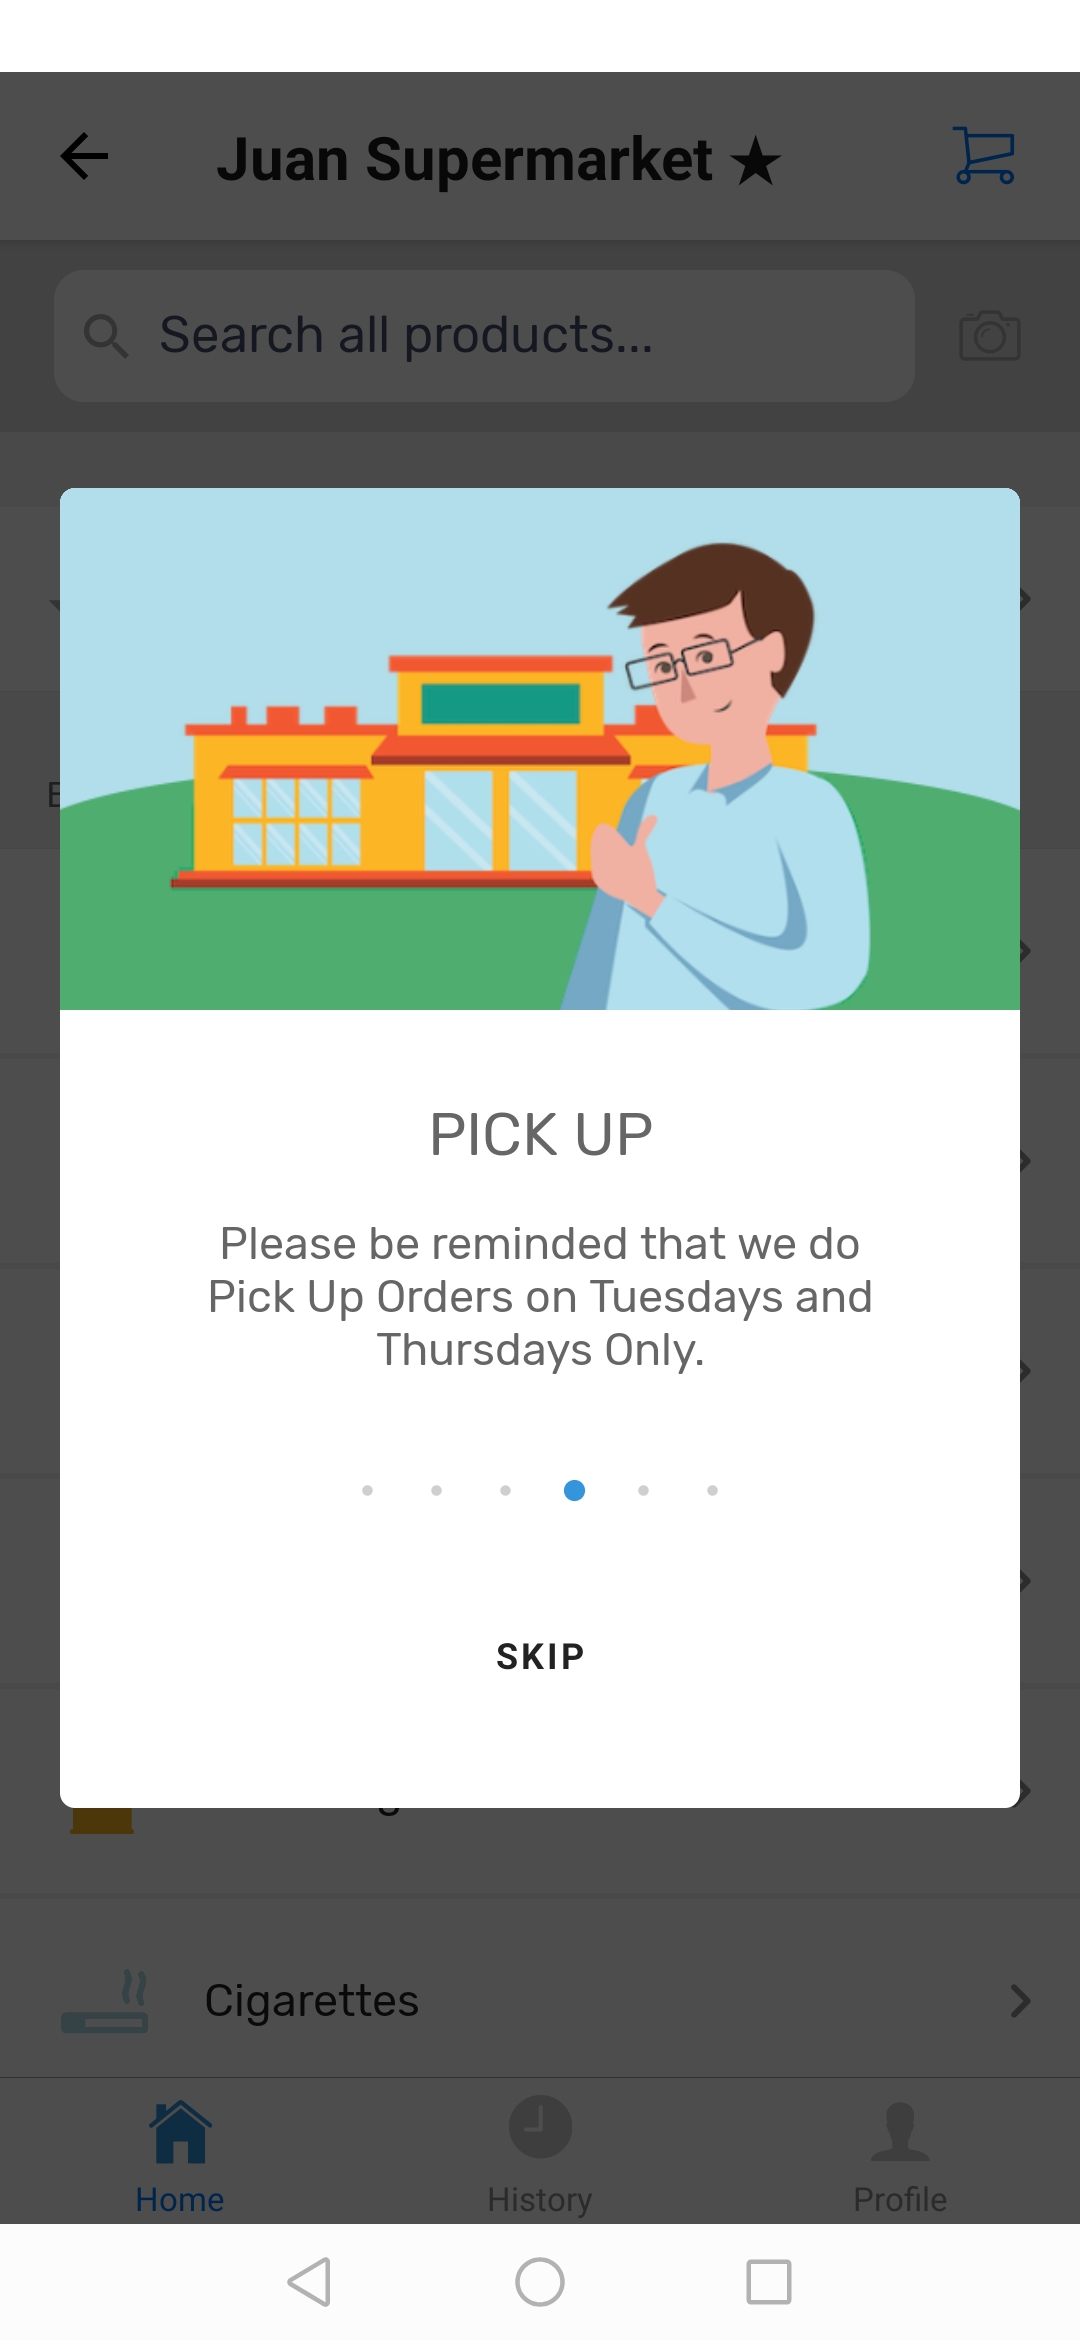 Juan Supermarket ★
Search all products...
PICK UP
Please be reminded that we do
Pick Up Orders on Tuesdays and
Thursdays Only.
SKIP
Cigarettes
Home
History
Profile